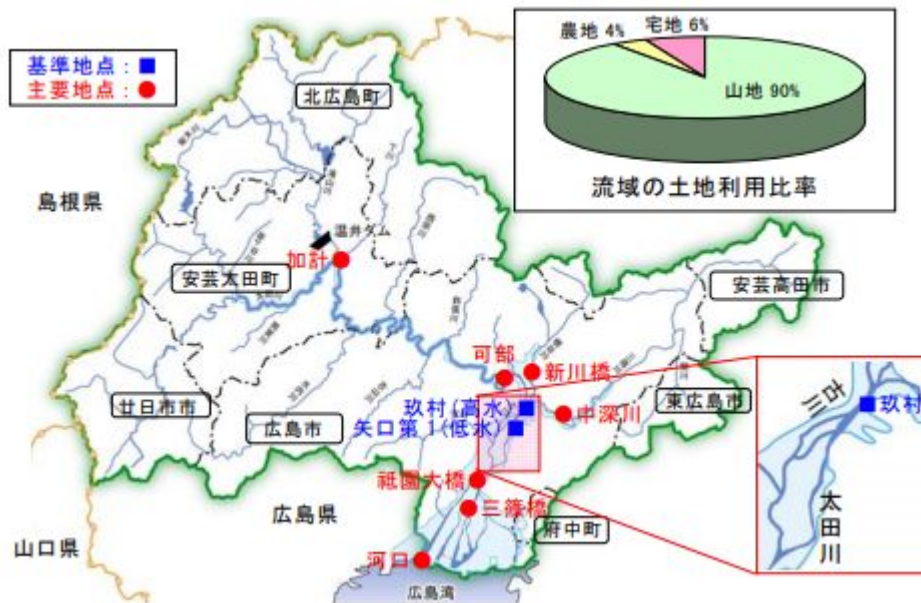 農地 4%
宅地 6%
山地 90%
流域の土地利用比率
基準地点：■
主要地点：●
北広島町
島根県
温井ダム
加計
安芸太田町
安芸高田市
可部
新川橋
廿日市市
広島市
玖村(高水)
矢口第1(低水)
中深川
東広島市
古川
玖村
太田川
祇園大橋
三篠橋
広島県
府中町
山口県
河口
広島湾